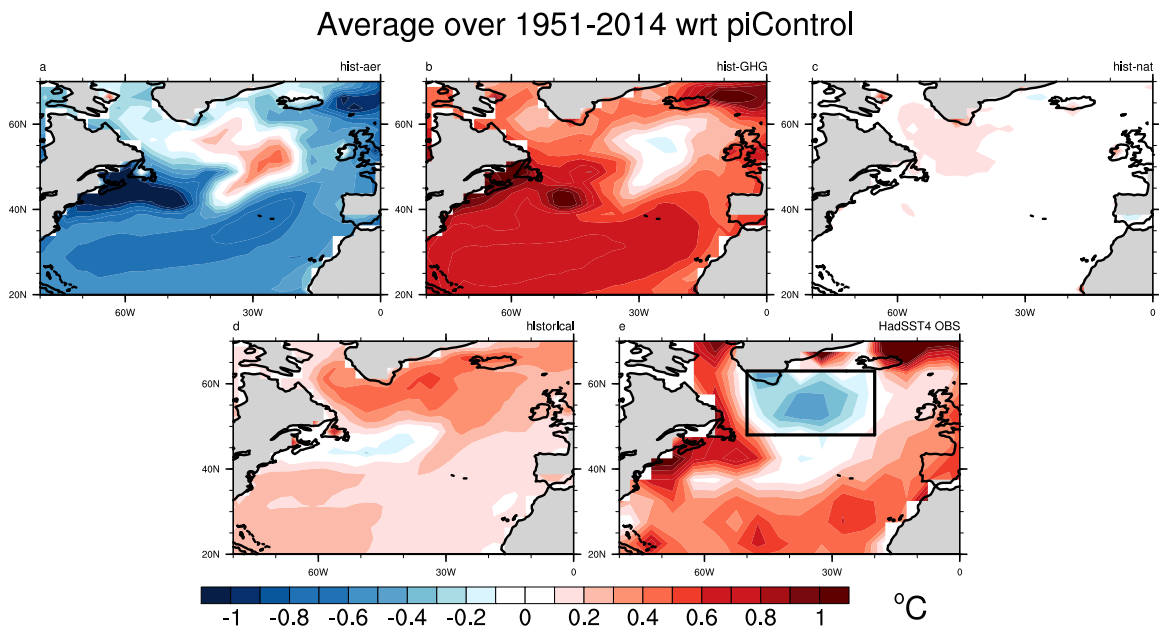 Average over 1951-2014 wrt piControl
a hist-aer
b hist-GHG
c hist-nat
60N 60N 60N
40N 40N 40N
20N 20N 20N
60W 30W 0 60W 30W 0 60W 30W 0
d historical
e HadSST4 OBS
60N 60N
40N 40N
20N 20N
60W 30W 0 60W 30W 0
-1 -0.8 -0.6 -0.4 -0.2 0 0.2 0.4 0.6 0.8 1 °C